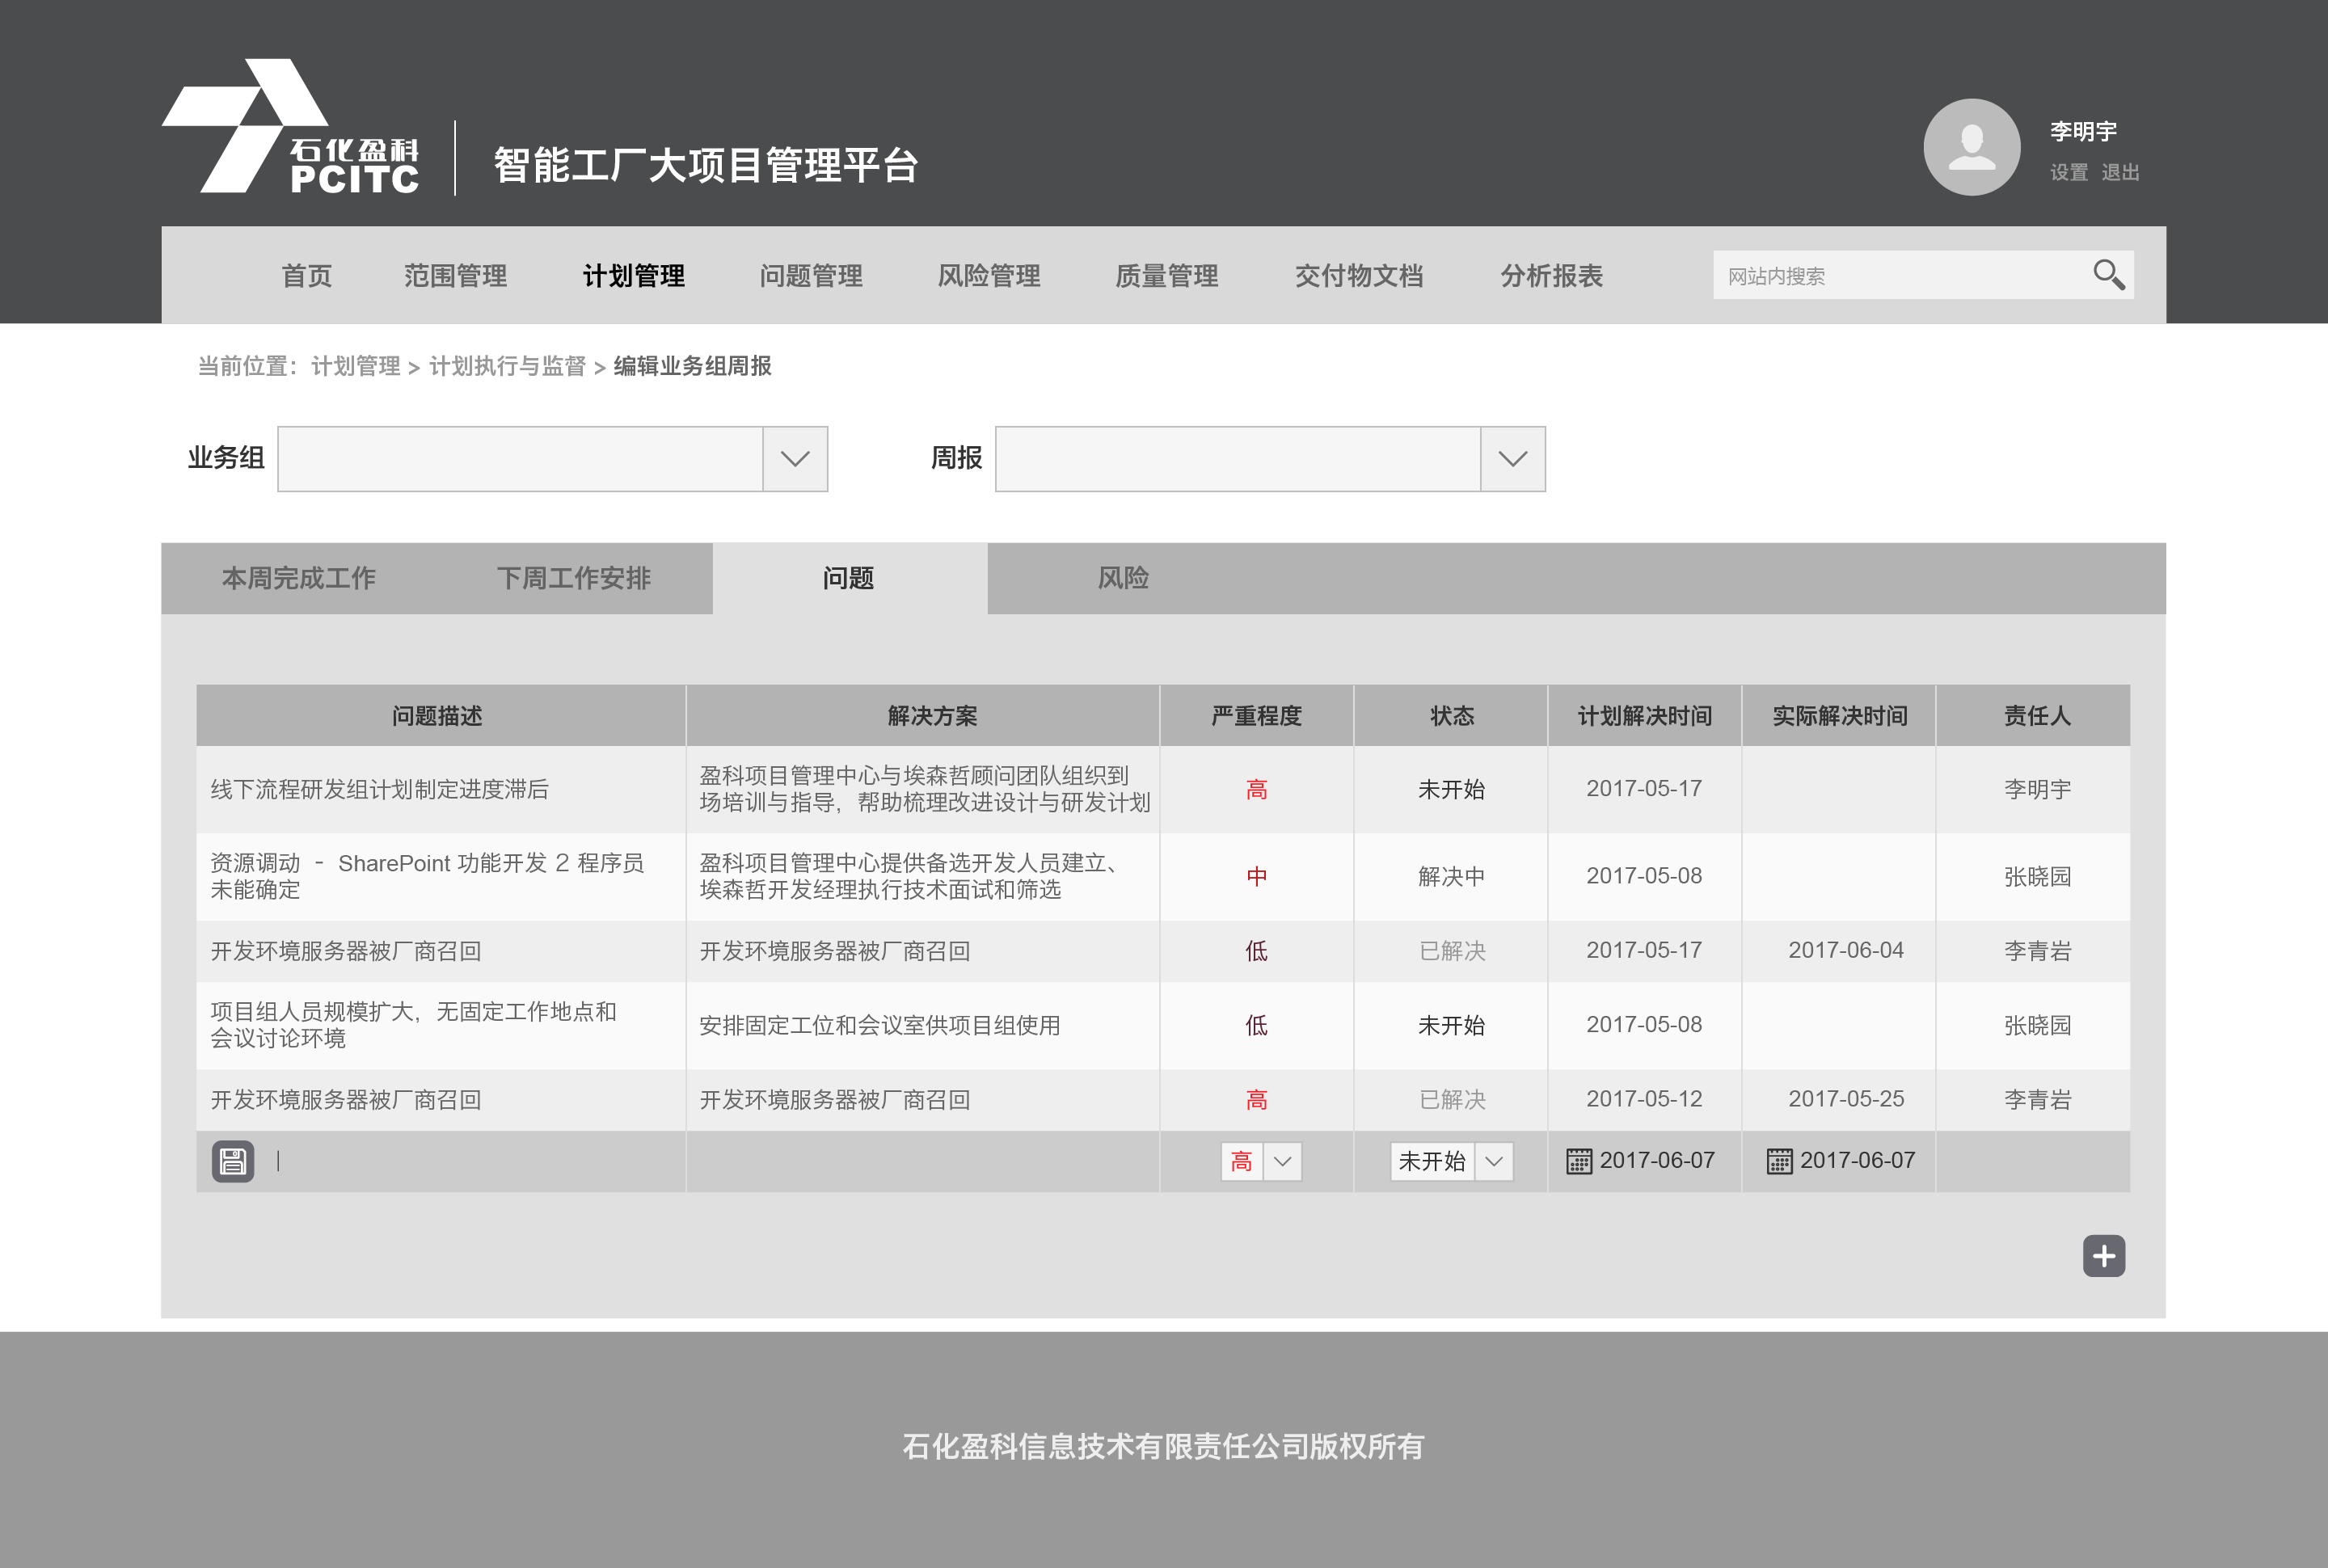 石化盈科
PCITC
智能工厂大项目管理平台
李明宇
设置 退出
首页 范围管理 计划管理 问题管理 风险管理 质量管理 交付物文档 分析报表 网站内搜索
当前位置：计划管理 > 计划执行与监督 > 编辑业务组周报
业务组 周报
本周完成工作 下周工作安排 问题 风险
问题描述 解决方案 严重程度 状态 计划解决时间 实际解决时间 责任人
线下流程研发组计划制定进度滞后
盈科项目管理中心与埃森哲顾问团队组织到
场培训与指导，帮助梳理改进设计与研发计划
高 未开始 2017-05-17 李明宇
资源调动 - SharePoint 功能开发 2 程序员
未能确定
盈科项目管理中心提供备选开发人员建立、
埃森哲开发经理执行技术面试和筛选
中 解决中 2017-05-08 张晓园
开发环境服务器被厂商召回 开发环境服务器被厂商召回 低 已解决 2017-05-17 2017-06-04 李青岩
项目组人员规模扩大，无固定工作地点和
会议讨论环境
安排固定工位和会议室供项目组使用 低 未开始 2017-05-08 张晓园
开发环境服务器被厂商召回 开发环境服务器被厂商召回 高 已解决 2017-05-12 2017-05-25 李青岩
高 未开始 2017-06-07 2017-06-07
石化盈科信息技术有限责任公司版权所有